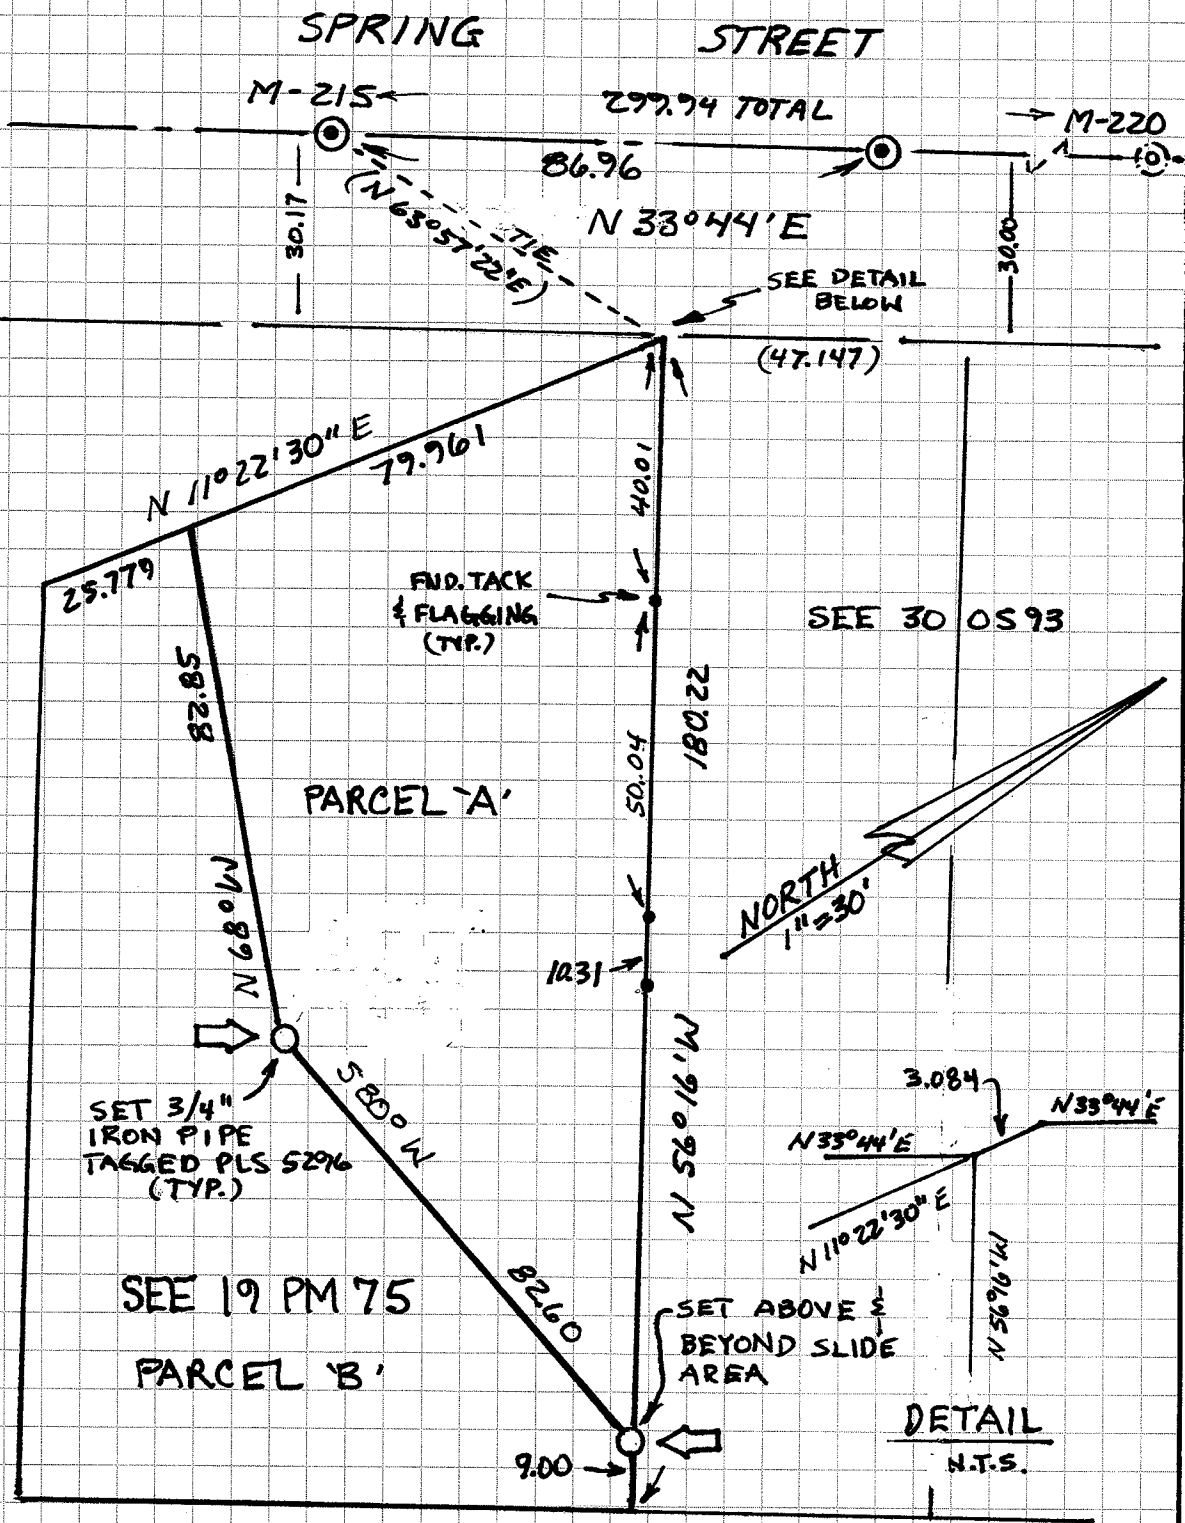 SPRING STREET
M-215
299.94 TOTAL
M-220
86.96
(N 63°57'22"E)
TIE
N 33°44'E
30.17
30.00
SEE DETAIL
BELOW
(47.147)
N 11°22'30" E
79.961
25.779
40.01
FND. TACK
& FLAGGING
(TYP.)
SEE 30 OS 93
82.85
180.22
50.04
PARCEL 'A'
NORTH
1"=30'
N 68° W
10.31
N 56°16'W
S 80° W
SET 3/4"
IRON PIPE
TAGGED PLS 5296
(TYP.)
3.084
N33°44'E
N33°44'E
N 11°22'30" E
N 56°16'W
82.60
SEE 19 PM 75
SET ABOVE &
BEYOND SLIDE
AREA
PARCEL 'B'
DETAIL
N.T.S.
9.00